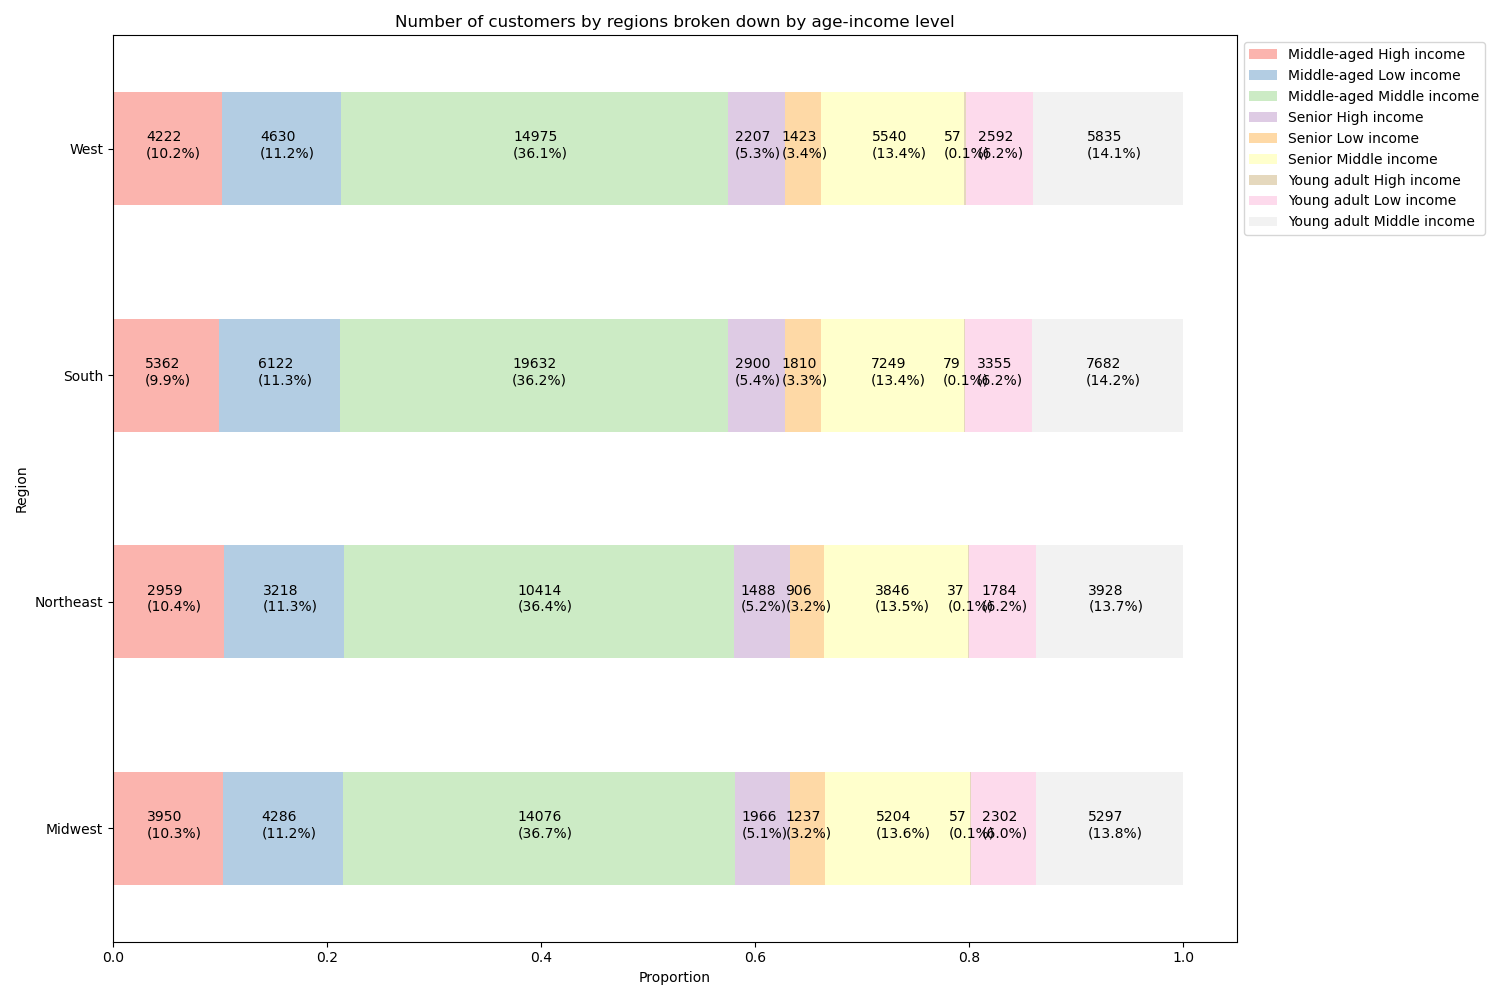 Number of customers by regions broken down by age-income level
Middle-aged High income
Middle-aged Low income
Middle-aged Middle income
Senior High income
Senior Low income
Senior Middle income
Young adult High income
Young adult Low income
Young adult Middle income
Region
West
4222 4630 14975 2207 1423 5540 57 2592 5835
(10.2%) (11.2%) (36.1%) (5.3%) (3.4%) (13.4%) (0.1%) (6.2%) (14.1%)
South
5362 6122 19632 2900 1810 7249 79 3355 7682
(9.9%) (11.3%) (36.2%) (5.4%) (3.3%) (13.4%) (0.1%) (6.2%) (14.2%)
Northeast
2959 3218 10414 1488 906 3846 37 1784 3928
(10.4%) (11.3%) (36.4%) (5.2%) (3.2%) (13.5%) (0.1%) (6.2%) (13.7%)
Midwest
3950 4286 14076 1966 1237 5204 57 2302 5297
(10.3%) (11.2%) (36.7%) (5.1%) (3.2%) (13.6%) (0.1%) (6.0%) (13.8%)
0.0 0.2 0.4 0.6 0.8 1.0
Proportion